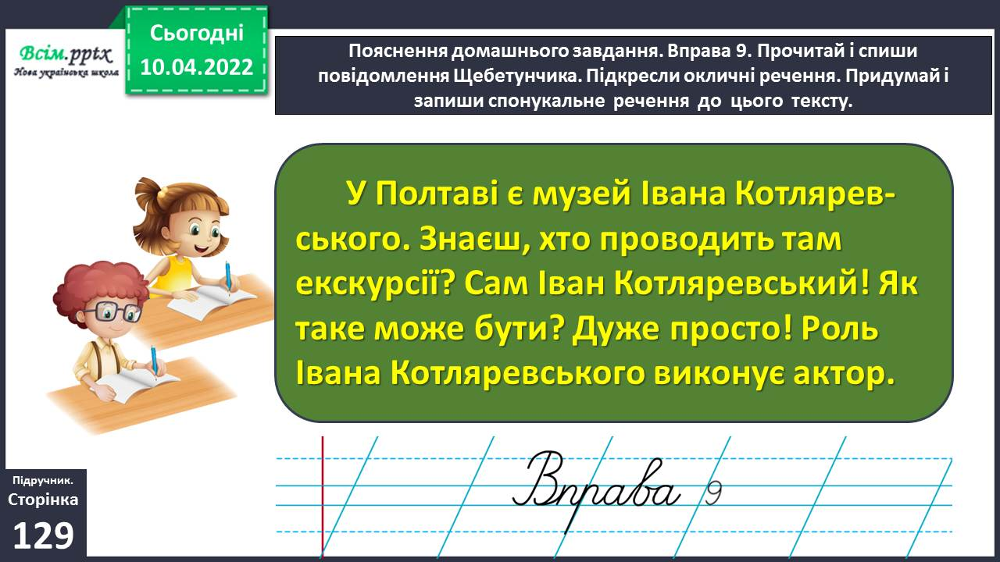 Сьогодні
10.04.2022
Всім.pptx
Нова українська школа
Пояснення домашнього завдання. Вправа 9. Прочитай і спиши
повідомлення Щебетунчика. Підкресли окличні речення. Придумай і
запиши спонукальне речення до цього тексту.
У Полтаві є музей Івана Котлярев-
ського. Знаєш, хто проводить там
екскурсії? Сам Іван Котляревський! Як
таке може бути? Дуже просто! Роль
Івана Котляревського виконує актор.
Вправа 9
Підручник.
Сторінка
129